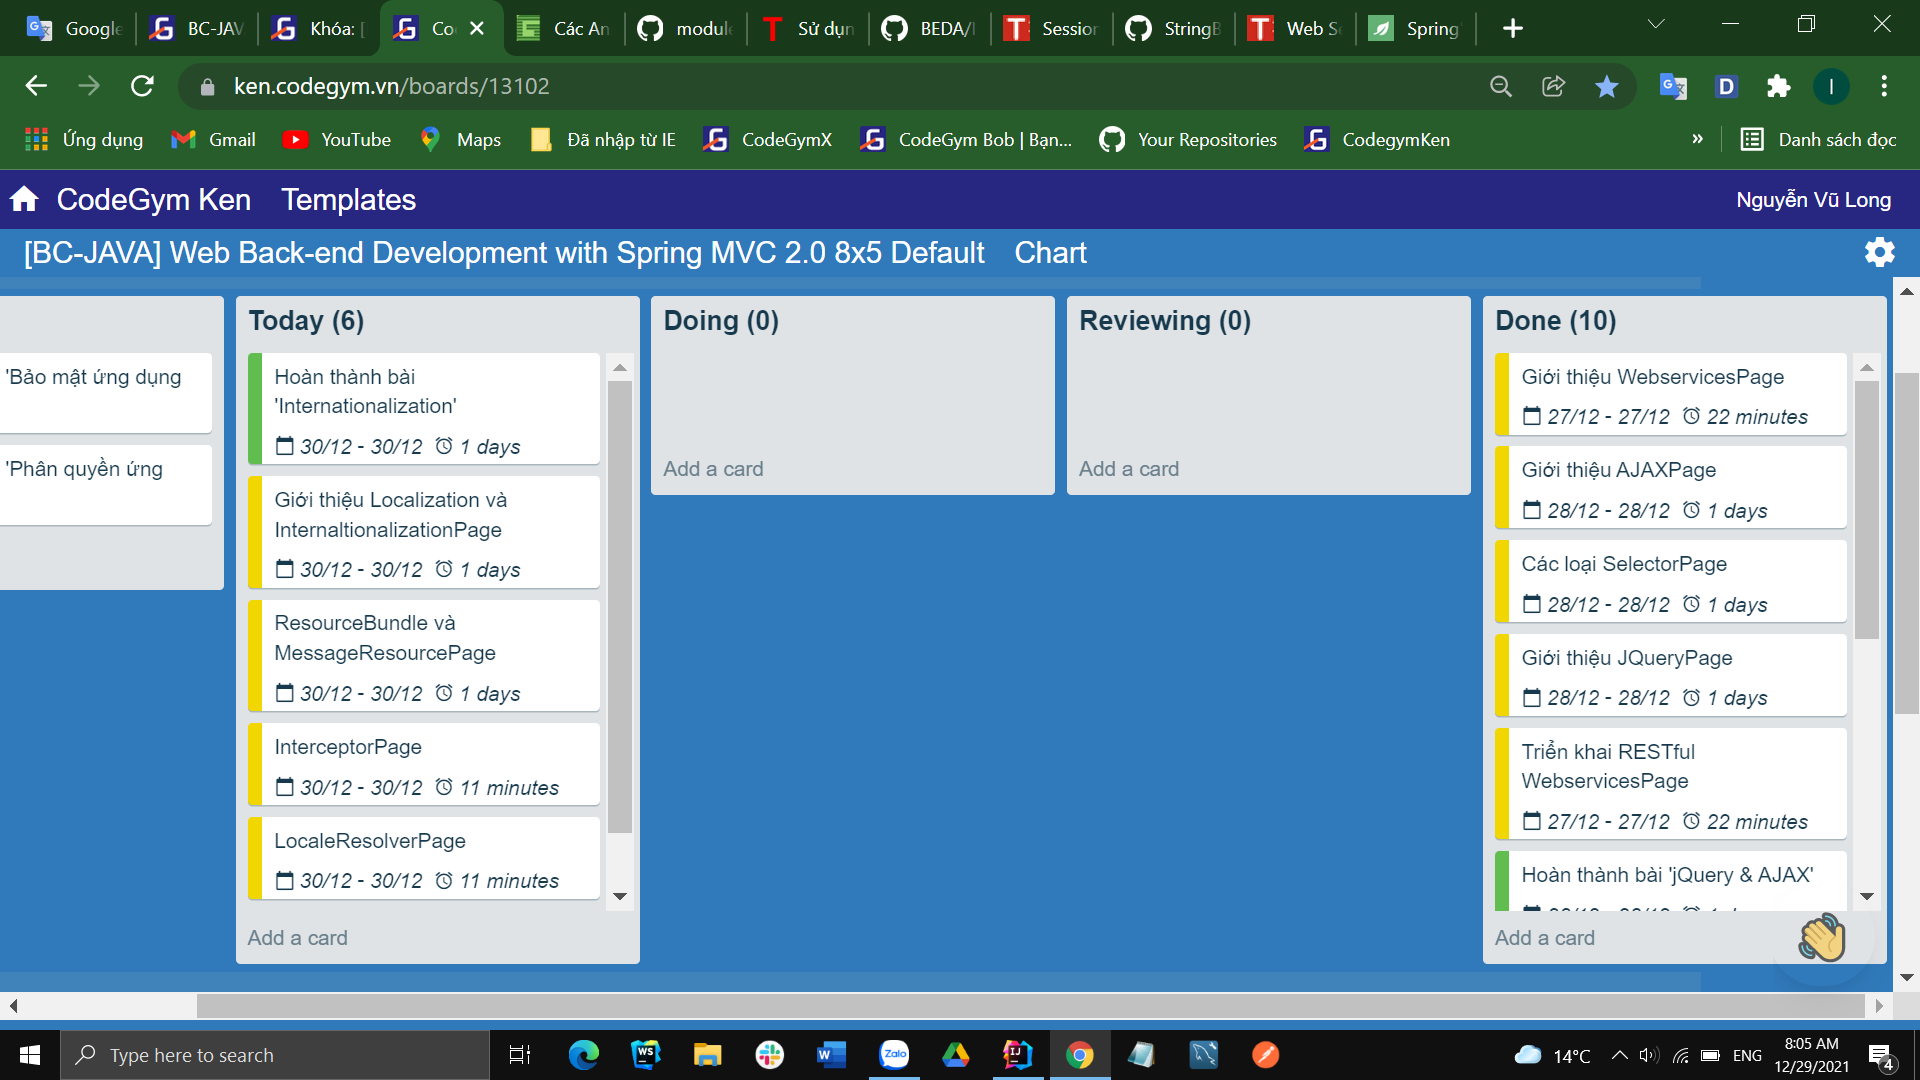 Google
BC-JAV
Khóa: [
Co
Các An
module
Sử dụn
BEDA/
Session
StringB
Web Se
Spring
ken.codegym.vn/boards/13102
D
I
Ứng dụng
Gmail
YouTube
Maps
Đã nhập từ IE
CodeGymX
CodeGym Bob | Bạn...
Your Repositories
CodegymKen
»
Danh sách đọc
CodeGym Ken
Templates
Nguyễn Vũ Long
[BC-JAVA] Web Back-end Development with Spring MVC 2.0 8x5 Default
Chart
'Bảo mật ứng dụng
'Phân quyền ứng
Today (6)
Hoàn thành bài
'Internationalization'
30/12 - 30/12 1 days
Giới thiệu Localization và
InternaltionalizationPage
30/12 - 30/12 1 days
ResourceBundle và
MessageResourcePage
30/12 - 30/12 1 days
InterceptorPage
30/12 - 30/12 11 minutes
LocaleResolverPage
30/12 - 30/12 11 minutes
Add a card
Doing (0)
Add a card
Reviewing (0)
Add a card
Done (10)
Giới thiệu WebservicesPage
27/12 - 27/12 22 minutes
Giới thiệu AJAXPage
28/12 - 28/12 1 days
Các loại SelectorPage
28/12 - 28/12 1 days
Giới thiệu JQueryPage
28/12 - 28/12 1 days
Triển khai RESTful
WebservicesPage
27/12 - 27/12 22 minutes
Hoàn thành bài 'jQuery & AJAX'
Add a card
Type here to search
WS
W
Zalo
IJ
14°C
ENG
8:05 AM
12/29/2021
4